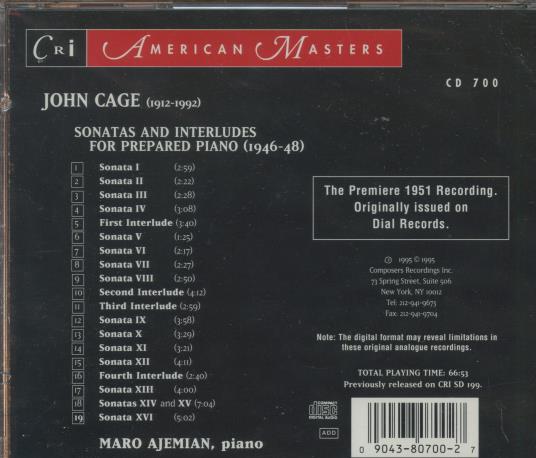 CRi AMERICAN MASTERS
CD 700
JOHN CAGE (1912-1992)
SONATAS AND INTERLUDES
FOR PREPARED PIANO (1946-48)
1 Sonata I (2:59)
2 Sonata II (2:22)
3 Sonata III (2:28)
4 Sonata IV (3:08)
5 First Interlude (3:40)
6 Sonata V (1:25)
7 Sonata VI (2:17)
8 Sonata VII (2:27)
9 Sonata VIII (2:50)
10 Second Interlude (4:12)
11 Third Interlude (2:59)
12 Sonata IX (3:58)
13 Sonata X (3:29)
14 Sonata XI (3:21)
15 Sonata XII (4:11)
16 Fourth Interlude (2:40)
17 Sonata XIII (4:00)
18 Sonatas XIV and XV (7:04)
19 Sonata XVI (5:02)
MARO AJEMIAN, piano
The Premiere 1951 Recording.
Originally issued on
Dial Records.
℗ 1995 © 1995
Composers Recordings Inc.
73 Spring Street, Suite 506
New York, NY 10012
Tel: 212-941-9673
Fax: 212-941-9704
Note: The digital format may reveal limitations in
these original analogue recordings.
TOTAL PLAYING TIME: 66:53
Previously released on CRI SD 199.
COMPACT
disc
DIGITAL AUDIO
ADD
0 9043-80700-2 7